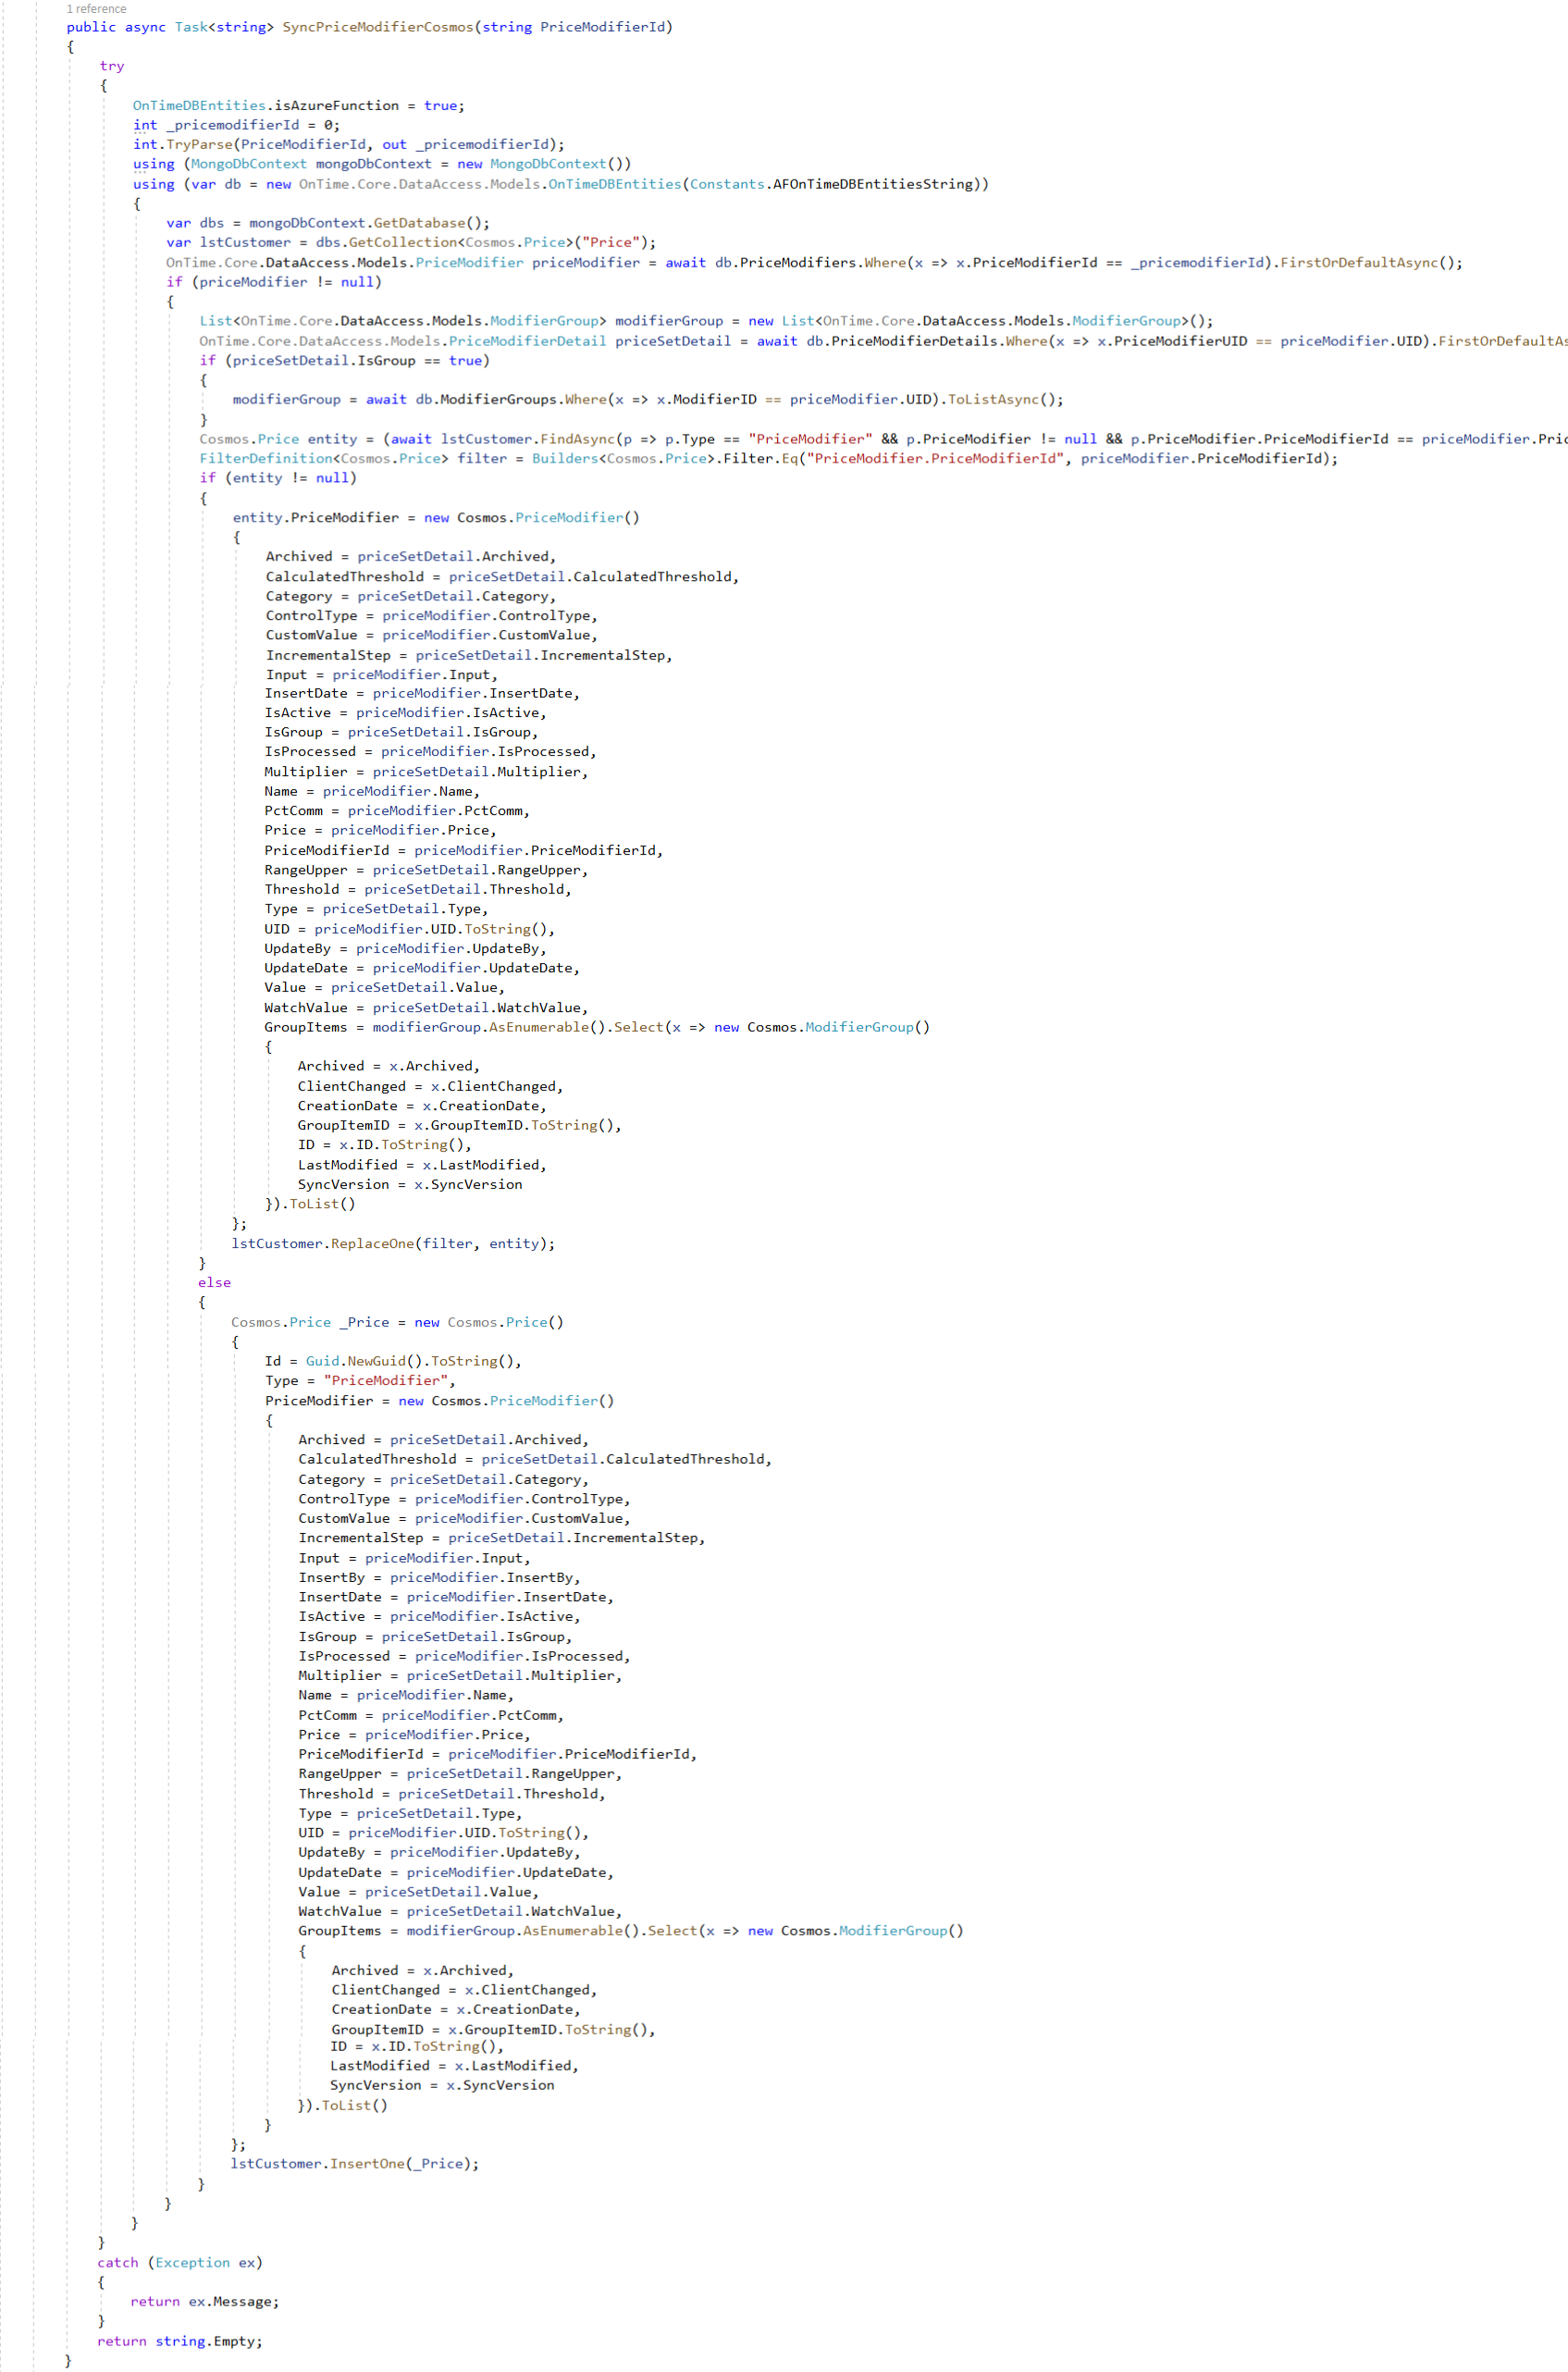 1 reference
public async Task<string> SyncPriceModifierCosmos(string PriceModifierId)
{
try
{
OnTimeDBEntities.isAzureFunction = true;
int _pricemodifierId = 0;
int.TryParse(PriceModifierId, out _pricemodifierId);
using (MongoDbContext mongoDbContext = new MongoDbContext())
using (var db = new OnTime.Core.DataAccess.Models.OnTimeDBEntities(Constants.AFOnTimeDBEntitiesString))
{
var dbs = mongoDbContext.GetDatabase();
var lstCustomer = dbs.GetCollection<Cosmos.Price>("Price");
OnTime.Core.DataAccess.Models.PriceModifier priceModifier = await db.PriceModifiers.Where(x => x.PriceModifierId == _pricemodifierId).FirstOrDefaultAsync();
if (priceModifier != null)
{
List<OnTime.Core.DataAccess.Models.ModifierGroup> modifierGroup = new List<OnTime.Core.DataAccess.Models.ModifierGroup>();
OnTime.Core.DataAccess.Models.PriceModifierDetail priceSetDetail = await db.PriceModifierDetails.Where(x => x.PriceModifierUID == priceModifier.UID).FirstOrDefaultAs
if (priceSetDetail.IsGroup == true)
{
modifierGroup = await db.ModifierGroups.Where(x => x.ModifierID == priceModifier.UID).ToListAsync();
}
Cosmos.Price entity = (await lstCustomer.FindAsync(p => p.Type == "PriceModifier" && p.PriceModifier != null && p.PriceModifier.PriceModifierId == priceModifier.Pric
FilterDefinition<Cosmos.Price> filter = Builders<Cosmos.Price>.Filter.Eq("PriceModifier.PriceModifierId", priceModifier.PriceModifierId);
if (entity != null)
{
entity.PriceModifier = new Cosmos.PriceModifier()
{
Archived = priceSetDetail.Archived,
CalculatedThreshold = priceSetDetail.CalculatedThreshold,
Category = priceSetDetail.Category,
ControlType = priceModifier.ControlType,
CustomValue = priceModifier.CustomValue,
IncrementalStep = priceSetDetail.IncrementalStep,
Input = priceModifier.Input,
InsertDate = priceModifier.InsertDate,
IsActive = priceModifier.IsActive,
IsGroup = priceSetDetail.IsGroup,
IsProcessed = priceModifier.IsProcessed,
Multiplier = priceSetDetail.Multiplier,
Name = priceModifier.Name,
PctComm = priceModifier.PctComm,
Price = priceModifier.Price,
PriceModifierId = priceModifier.PriceModifierId,
RangeUpper = priceSetDetail.RangeUpper,
Threshold = priceSetDetail.Threshold,
Type = priceSetDetail.Type,
UID = priceModifier.UID.ToString(),
UpdateBy = priceModifier.UpdateBy,
UpdateDate = priceModifier.UpdateDate,
Value = priceSetDetail.Value,
WatchValue = priceSetDetail.WatchValue,
GroupItems = modifierGroup.AsEnumerable().Select(x => new Cosmos.ModifierGroup()
{
Archived = x.Archived,
ClientChanged = x.ClientChanged,
CreationDate = x.CreationDate,
GroupItemID = x.GroupItemID.ToString(),
ID = x.ID.ToString(),
LastModified = x.LastModified,
SyncVersion = x.SyncVersion
}).ToList()
};
lstCustomer.ReplaceOne(filter, entity);
}
else
{
Cosmos.Price _Price = new Cosmos.Price()
{
Id = Guid.NewGuid().ToString(),
Type = "PriceModifier",
PriceModifier = new Cosmos.PriceModifier()
{
Archived = priceSetDetail.Archived,
CalculatedThreshold = priceSetDetail.CalculatedThreshold,
Category = priceSetDetail.Category,
ControlType = priceModifier.ControlType,
CustomValue = priceModifier.CustomValue,
IncrementalStep = priceSetDetail.IncrementalStep,
Input = priceModifier.Input,
InsertBy = priceModifier.InsertBy,
InsertDate = priceModifier.InsertDate,
IsActive = priceModifier.IsActive,
IsGroup = priceSetDetail.IsGroup,
IsProcessed = priceModifier.IsProcessed,
Multiplier = priceSetDetail.Multiplier,
Name = priceModifier.Name,
PctComm = priceModifier.PctComm,
Price = priceModifier.Price,
PriceModifierId = priceModifier.PriceModifierId,
RangeUpper = priceSetDetail.RangeUpper,
Threshold = priceSetDetail.Threshold,
Type = priceSetDetail.Type,
UID = priceModifier.UID.ToString(),
UpdateBy = priceModifier.UpdateBy,
UpdateDate = priceModifier.UpdateDate,
Value = priceSetDetail.Value,
WatchValue = priceSetDetail.WatchValue,
GroupItems = modifierGroup.AsEnumerable().Select(x => new Cosmos.ModifierGroup()
{
Archived = x.Archived,
ClientChanged = x.ClientChanged,
CreationDate = x.CreationDate,
GroupItemID = x.GroupItemID.ToString(),
ID = x.ID.ToString(),
LastModified = x.LastModified,
SyncVersion = x.SyncVersion
}).ToList()
}
};
lstCustomer.InsertOne(_Price);
}
}
}
}
catch (Exception ex)
{
return ex.Message;
}
return string.Empty;
}